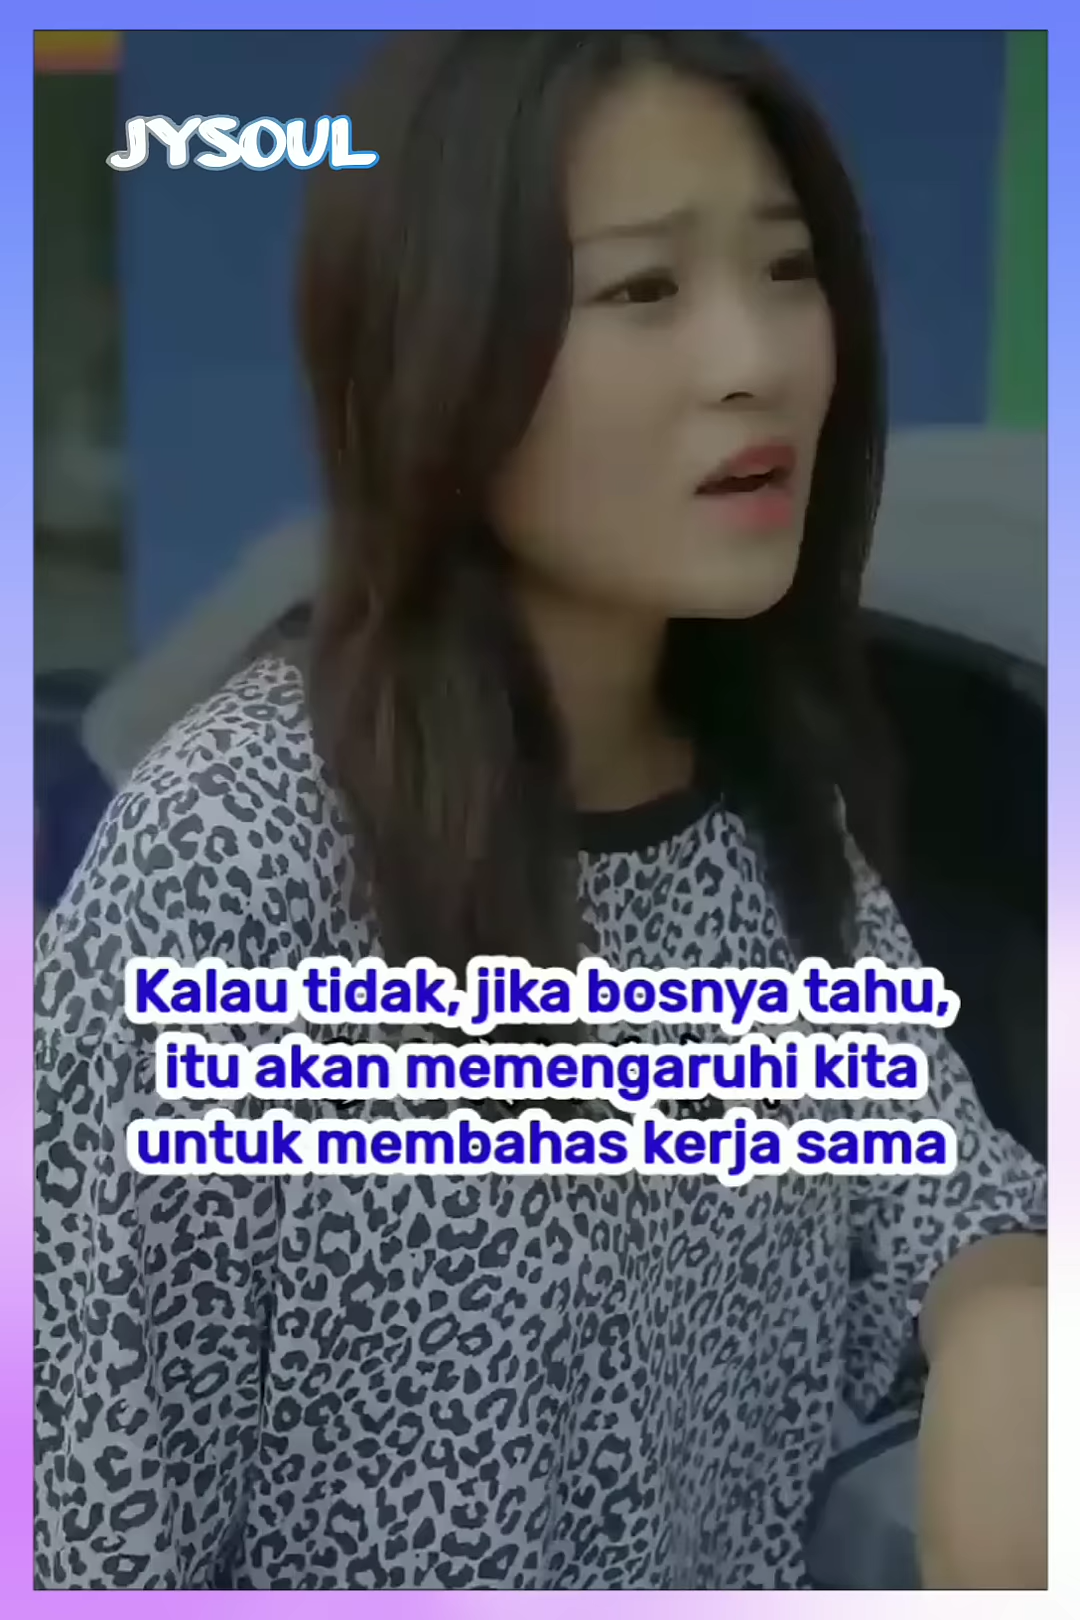 JYSOUL
Kalau tidak, jika bosnya tahu,
itu akan memengaruhi kita
untuk membahas kerja sama